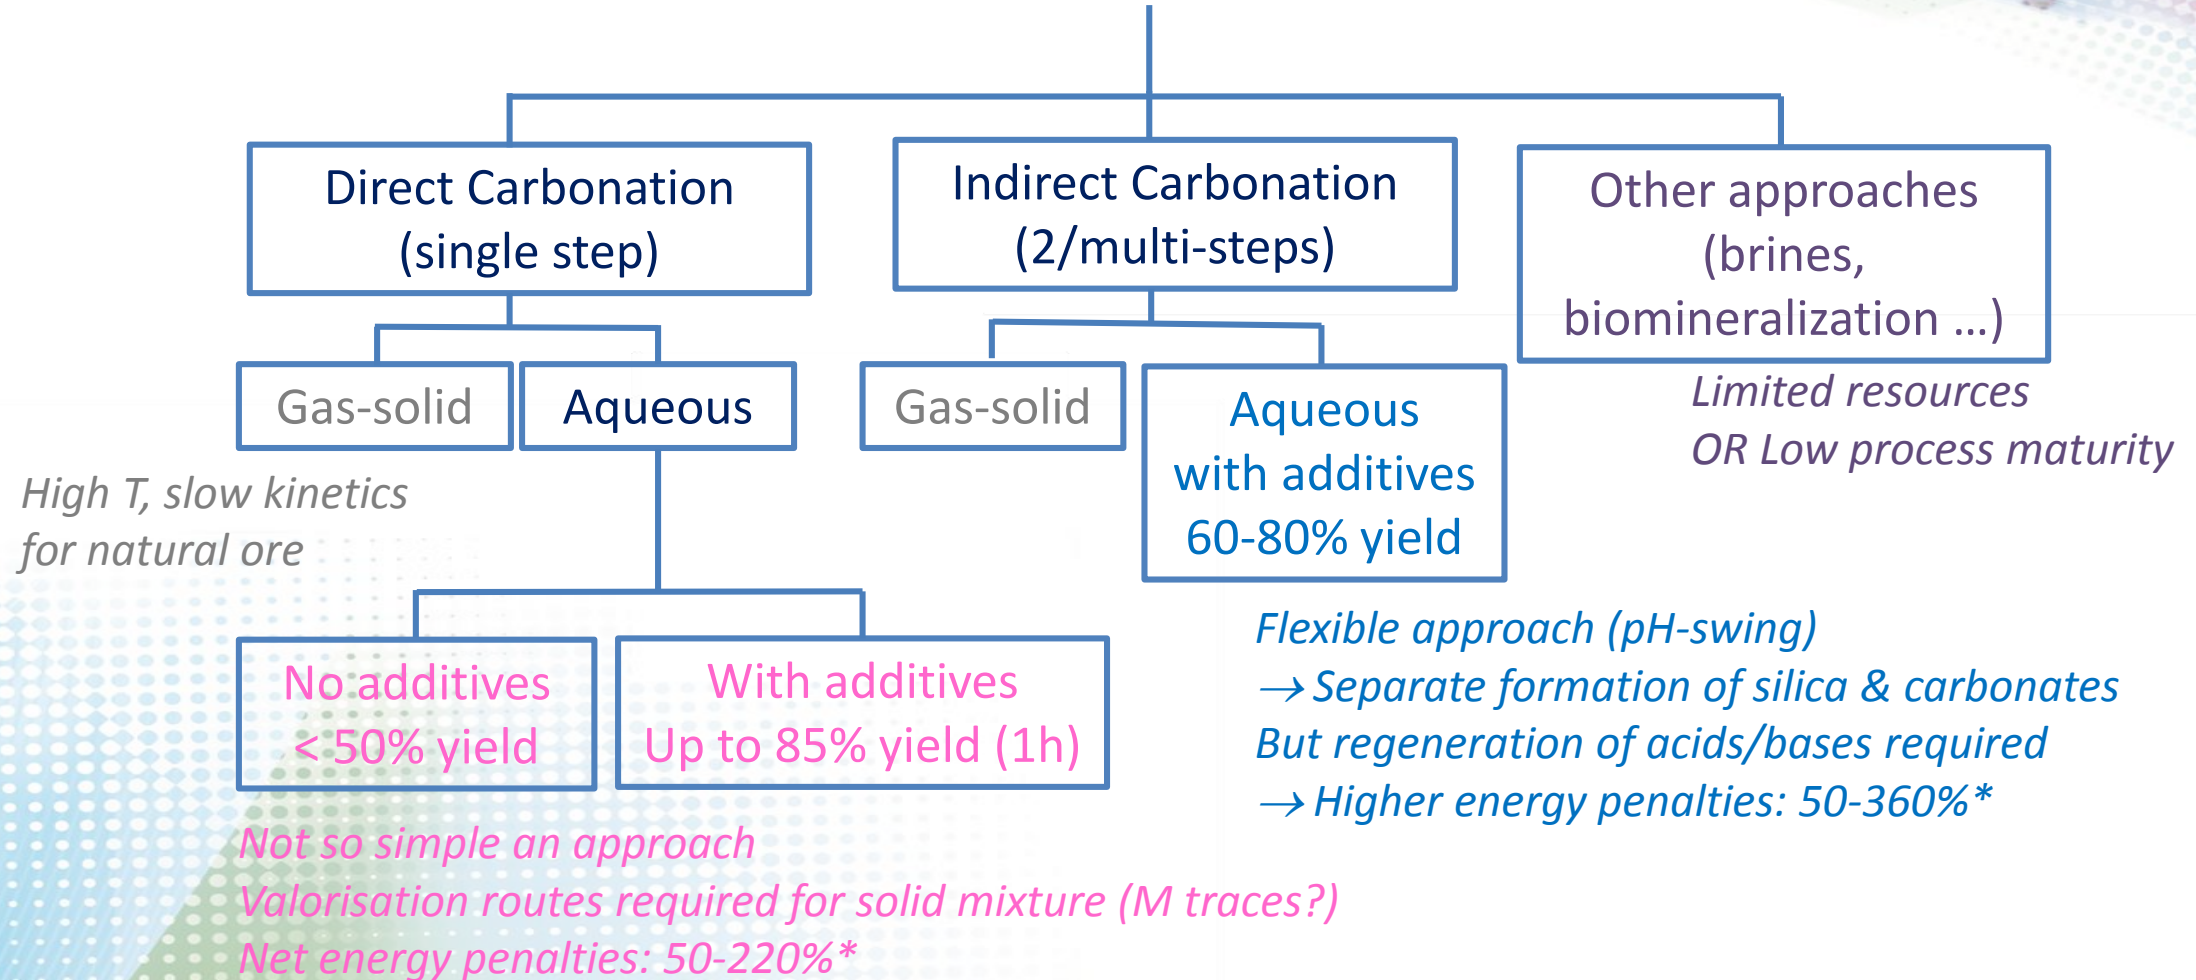 Direct Carbonation
(single step)
Indirect Carbonation
(2/multi-steps)
Other approaches
(brines,
biomineralization ...)
Limited resources
OR Low process maturity
Gas-solid
Aqueous
Gas-solid
Aqueous
with additives
60-80% yield
High T, slow kinetics
for natural ore
No additives
< 50% yield
With additives
Up to 85% yield (1h)
Flexible approach (pH-swing)
→ Separate formation of silica & carbonates
But regeneration of acids/bases required
→ Higher energy penalties: 50-360%*
Not so simple an approach
Valorisation routes required for solid mixture (M traces?)
Net energy penalties: 50-220%*